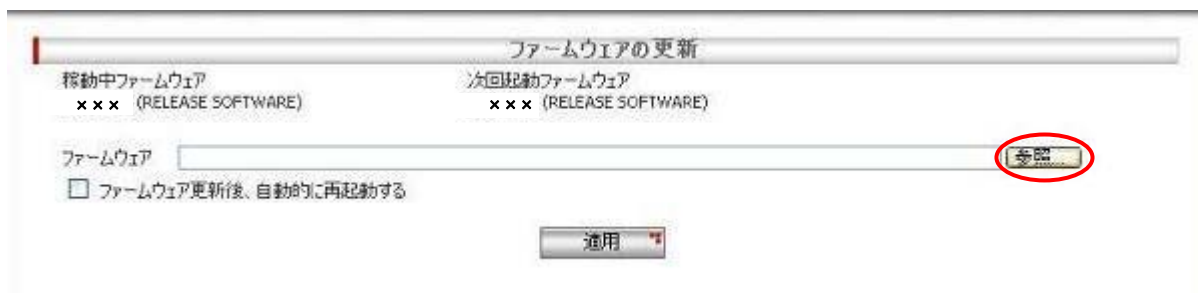 ファームウェアの更新
稼動中ファームウェア 次回起動ファームウェア
××× (RELEASE SOFTWARE) ××× (RELEASE SOFTWARE)
ファームウェア 参照...
ファームウェア更新後、自動的に再起動する
適用